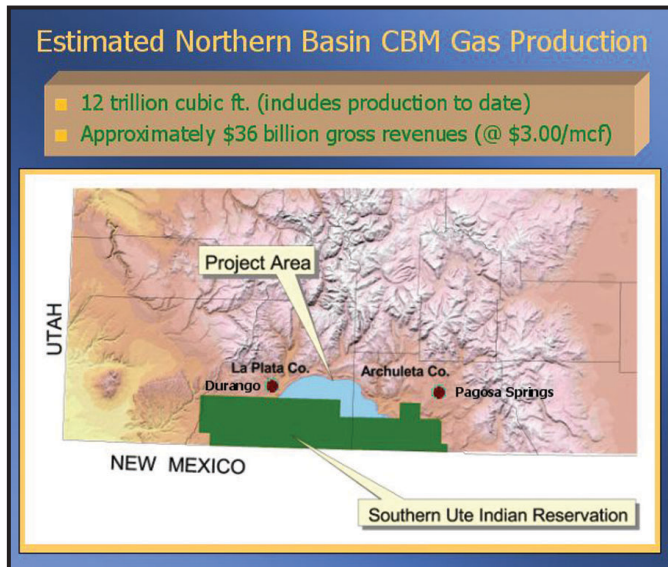 Estimated Northern Basin CBM Gas Production
12 trillion cubic ft. (includes production to date)
Approximately $36 billion gross revenues (@ $3.00/mcf)
Project Area
UTAH
La Plata Co.
Archuleta Co.
Durango
Pagosa Springs
NEW MEXICO
Southern Ute Indian Reservation